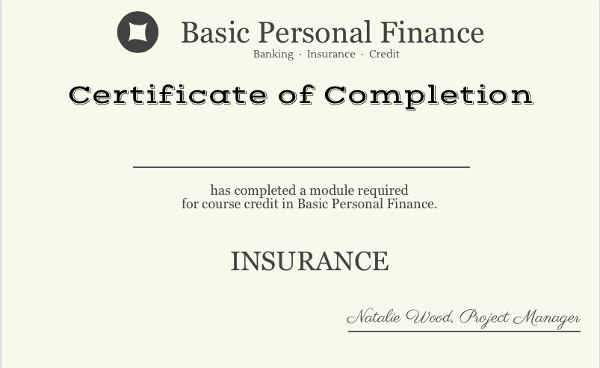 Basic Personal Finance
Banking - Insurance - Credit
Certificate of Completion
has completed a module required
for course credit in Basic Personal Finance.
INSURANCE
Natalie Wood, Project Manager